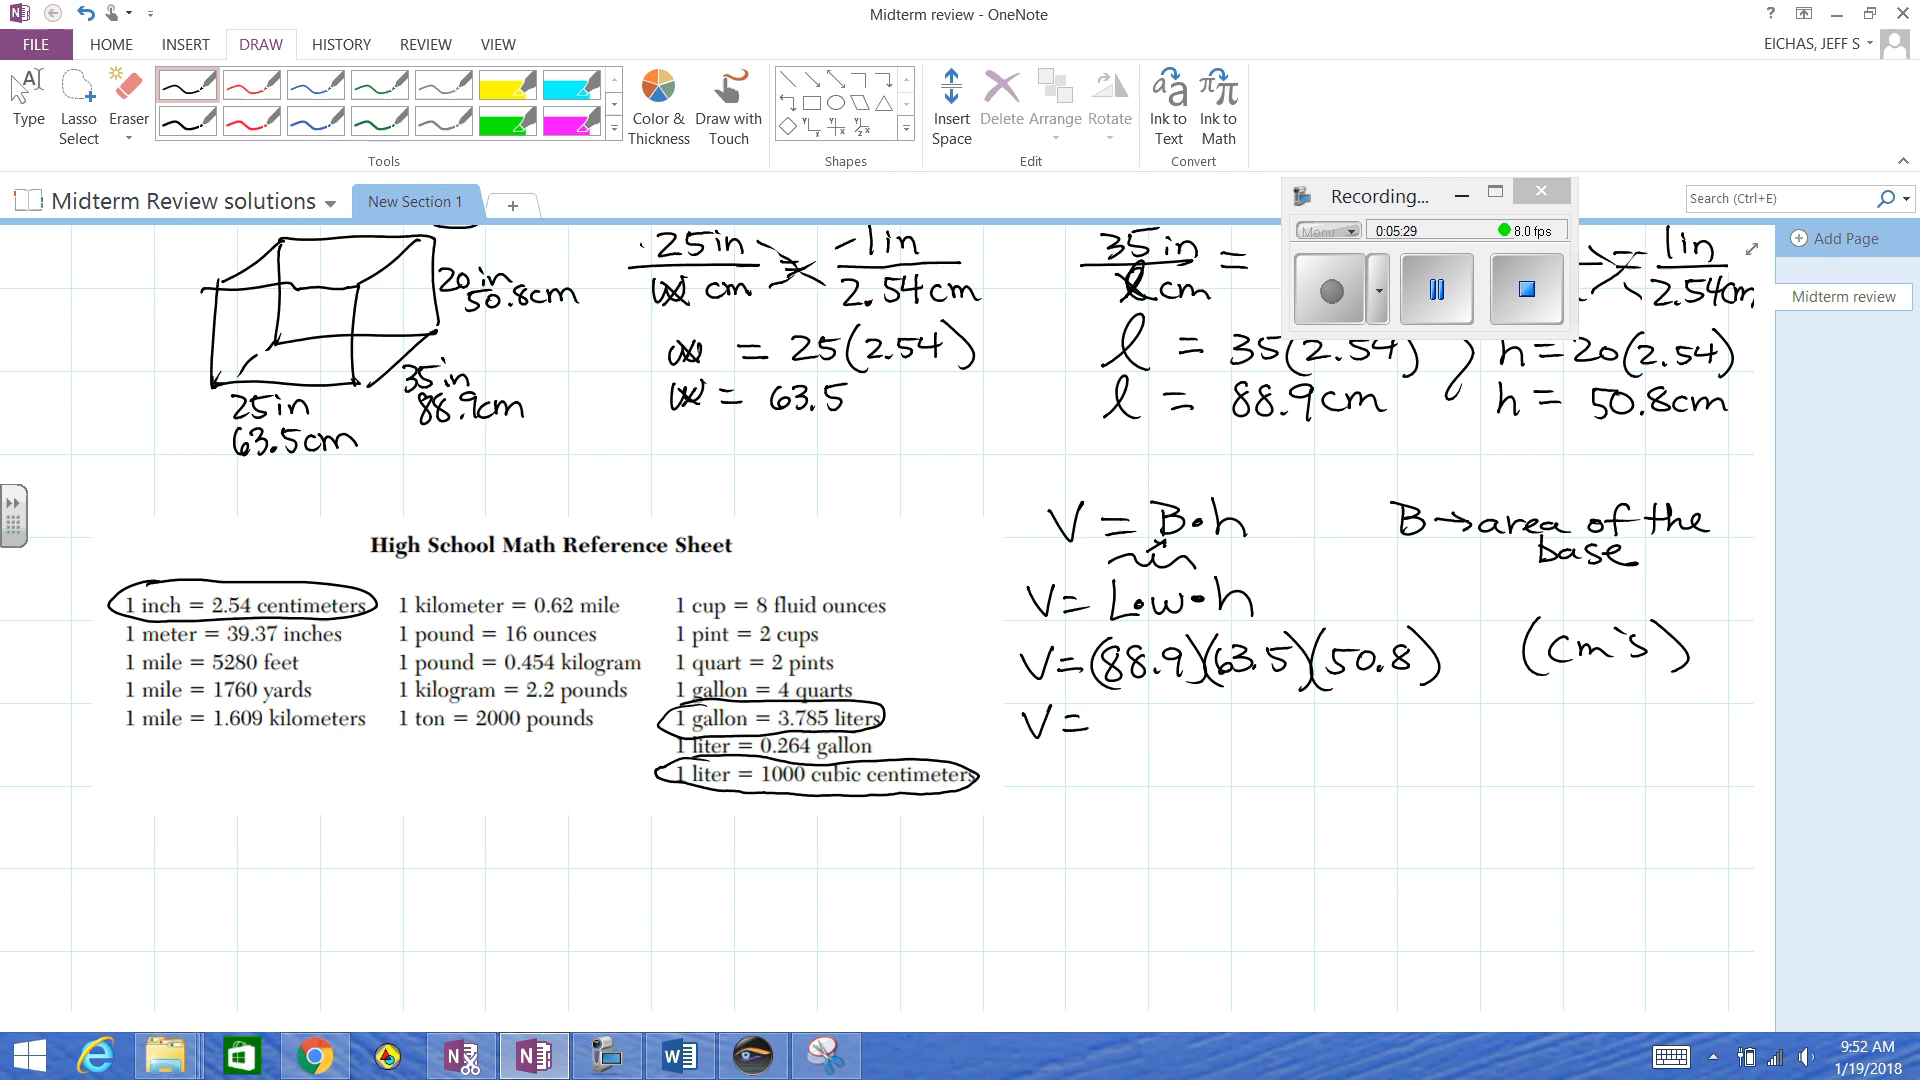 Midterm review - OneNote
?
FILE HOME INSERT DRAW HISTORY REVIEW VIEW
EICHAS, JEFF S
Type
Lasso Select
Eraser
Color & Thickness
Draw with Touch
Insert Space
Delete
Arrange
Rotate
Ink to Text
Ink to Math
Tools
Shapes
Edit
Convert
Midterm Review solutions
New Section 1
+
Recording...
Menu
0:05:29
8.0 fps
Search (Ctrl+E)
Add Page
Midterm review
20 in
50.8cm
35 in
88.9cm
25in
63.5cm
25in
w cm
1in
2.54cm
w = 25(2.54)
w = 63.5
35in
l cm
=
l = 35(2.54)
l = 88.9cm
=
1in
2.54cm
h = 20(2.54)
h = 50.8cm
V = B•h
B→area of the
base
V = L•w•h
V=(88.9)(63.5)(50.8)
(cm's)
V =
High School Math Reference Sheet
1 inch = 2.54 centimeters
1 meter = 39.37 inches
1 mile = 5280 feet
1 mile = 1760 yards
1 mile = 1.609 kilometers
1 kilometer = 0.62 mile
1 pound = 16 ounces
1 pound = 0.454 kilogram
1 kilogram = 2.2 pounds
1 ton = 2000 pounds
1 cup = 8 fluid ounces
1 pint = 2 cups
1 quart = 2 pints
1 gallon = 4 quarts
1 gallon = 3.785 liters
1 liter = 0.264 gallon
1 liter = 1000 cubic centimeters
9:52 AM
1/19/2018